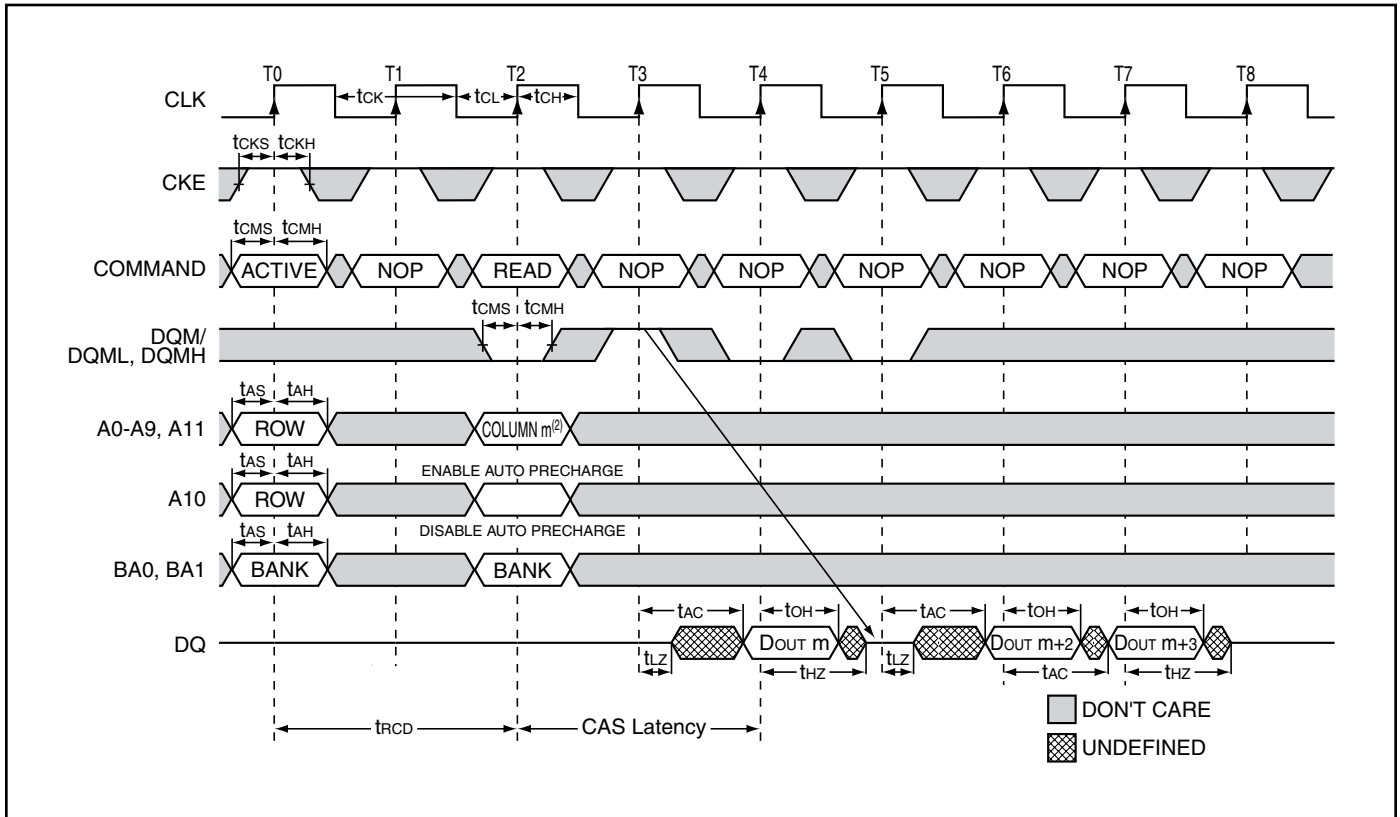 T0 T1 T2 T3 T4 T5 T6 T7 T8
CLK tCK tCL tCH
tCKS tCKH
CKE
tCMS tCMH
COMMAND ACTIVE NOP READ NOP NOP NOP NOP NOP NOP
tCMS tCMH
DQM/
DQML, DQMH
tAS tAH
A0-A9, A11 ROW COLUMN m(2)
tAS tAH ENABLE AUTO PRECHARGE
A10 ROW
tAS tAH DISABLE AUTO PRECHARGE
BA0, BA1 BANK BANK
tAC tOH tAC tOH tOH
DQ DOUT m DOUT m+2 DOUT m+3
tLZ tHZ tLZ tAC tHZ
tRCD CAS Latency
DON'T CARE
UNDEFINED